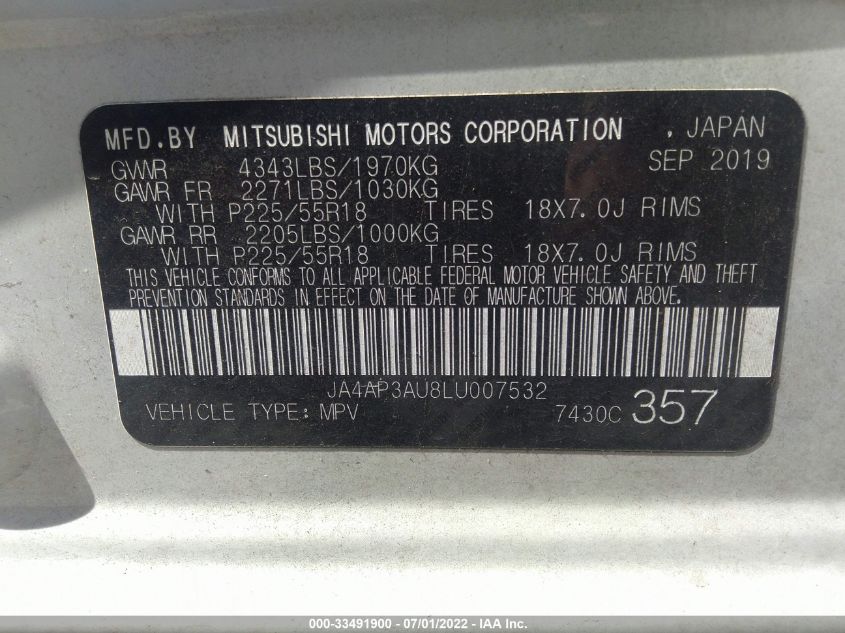 MFD.BY MITSUBISHI MOTORS CORPORATION , JAPAN
GVWR 4343LBS/1970KG SEP 2019
GAWR FR 2271LBS/1030KG
WITH P225/55R18 TIRES 18X7.0J RIMS
GAWR RR 2205LBS/1000KG
WITH P225/55R18 TIRES 18X7.0J RIMS
THIS VEHICLE CONFORMS TO ALL APPLICABLE FEDERAL MOTOR VEHICLE SAFETY AND THEFT
PREVENTION STANDARDS IN EFFECT ON THE DATE OF MANUFACTURE SHOWN ABOVE.
JA4AP3AU8LU007532
VEHICLE TYPE: MPV 7430C 357
000-33491900 - 07/01/2022 - IAA Inc.